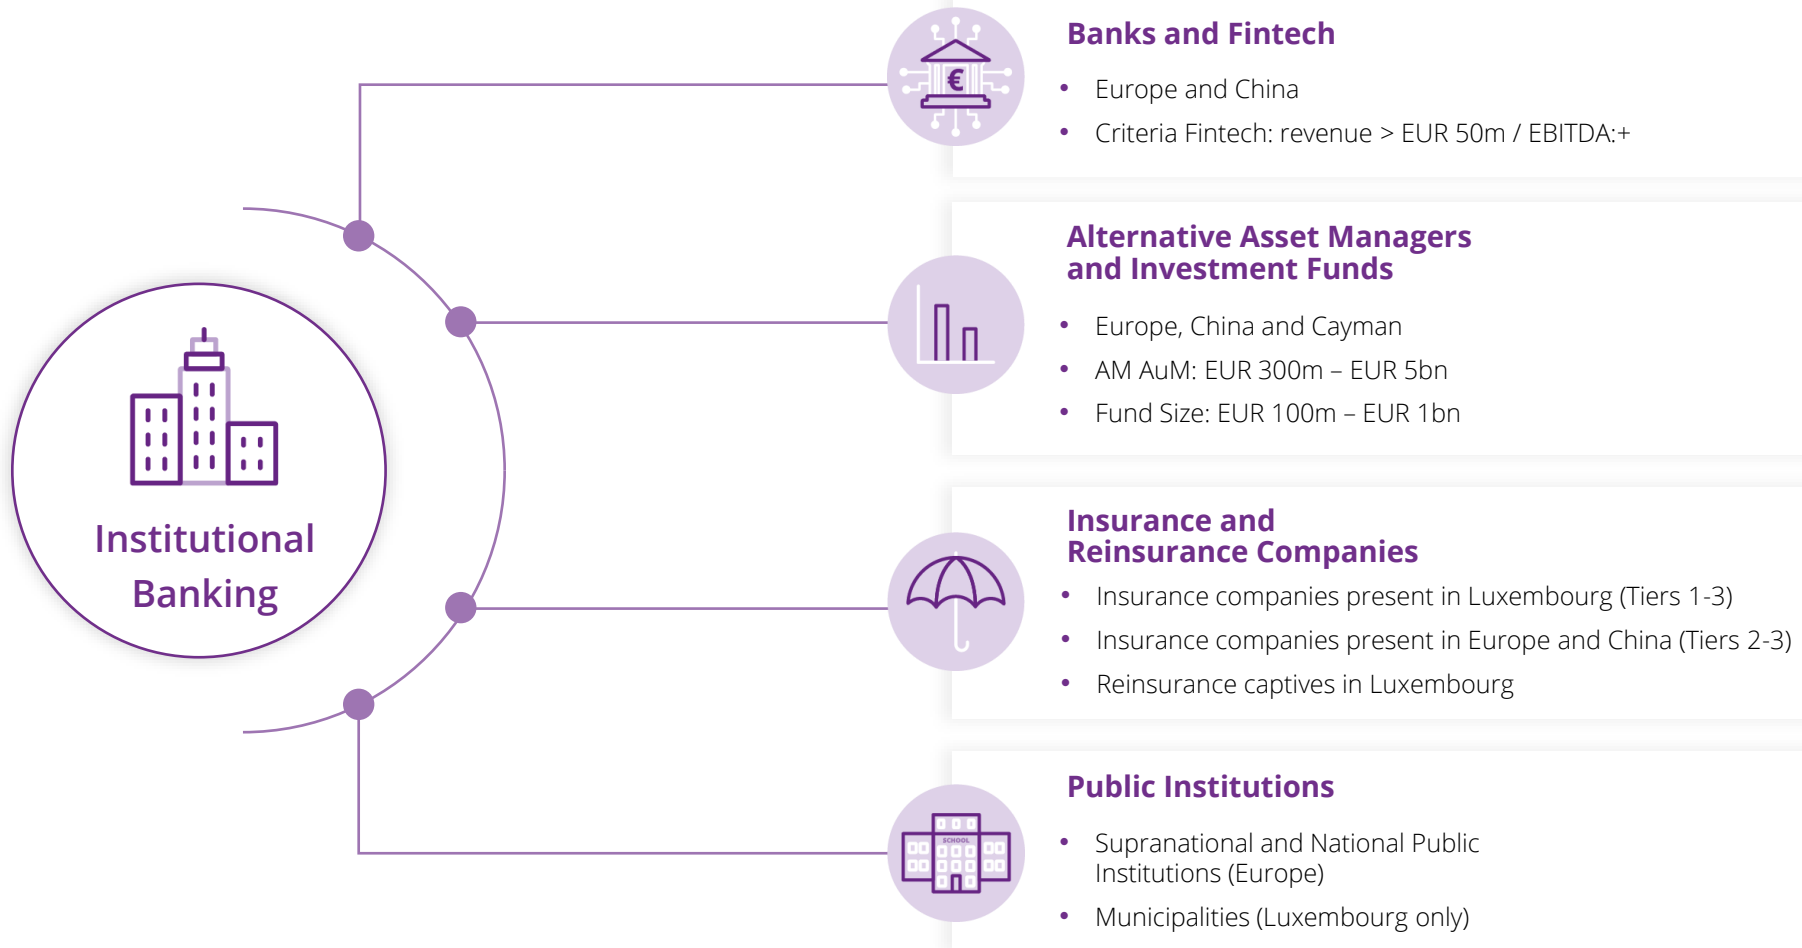 Institutional
Banking
€
Banks and Fintech
• Europe and China
• Criteria Fintech: revenue > EUR 50m / EBITDA:+
Alternative Asset Managers
and Investment Funds
• Europe, China and Cayman
• AM AuM: EUR 300m – EUR 5bn
• Fund Size: EUR 100m – EUR 1bn
Insurance and
Reinsurance Companies
• Insurance companies present in Luxembourg (Tiers 1-3)
• Insurance companies present in Europe and China (Tiers 2-3)
• Reinsurance captives in Luxembourg
SCHOOL
Public Institutions
• Supranational and National Public
Institutions (Europe)
• Municipalities (Luxembourg only)